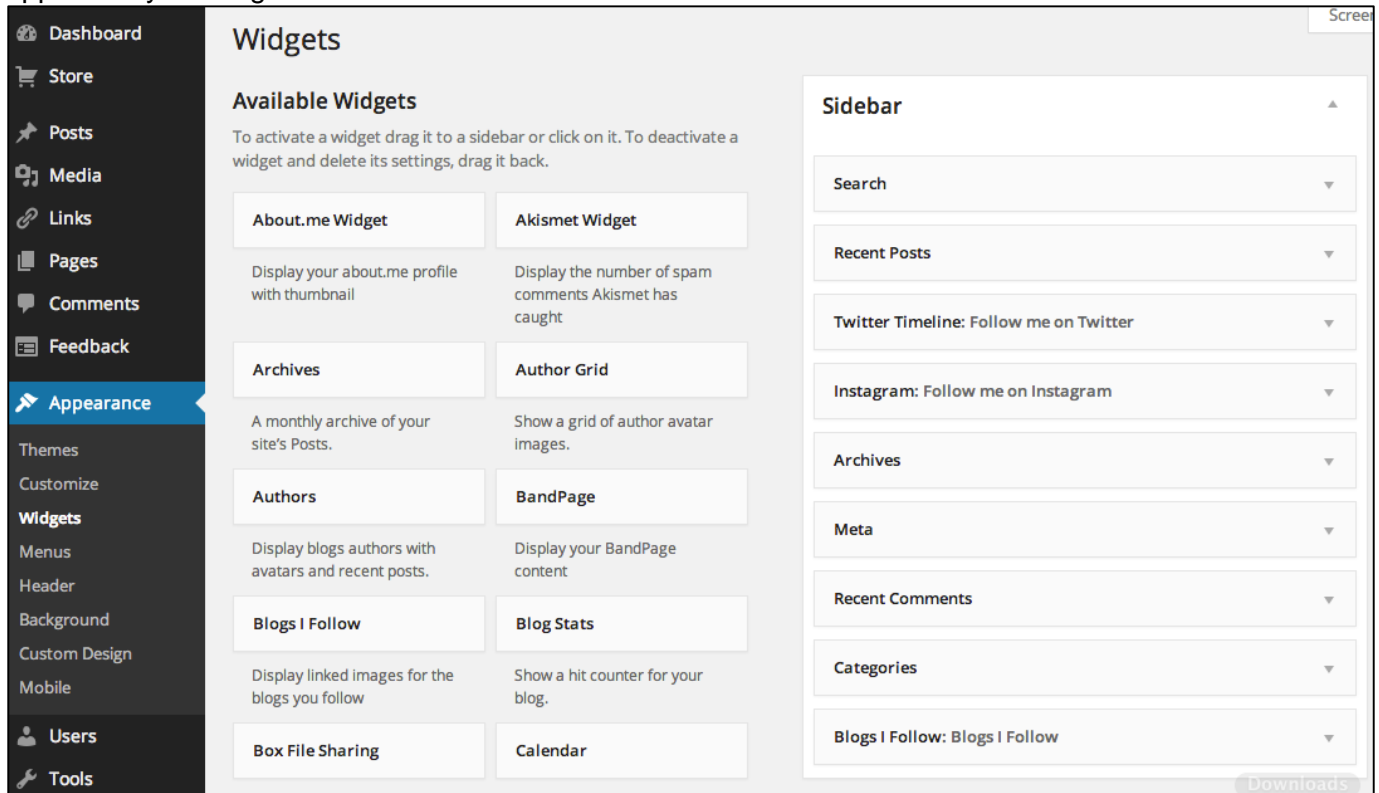 Screen
Dashboard
Store
Posts
Media
Links
Pages
Comments
Feedback
Appearance
Themes
Customize
Widgets
Menus
Header
Background
Custom Design
Mobile
Users
Tools
Widgets
Available Widgets
To activate a widget drag it to a sidebar or click on it. To deactivate a
widget and delete its settings, drag it back.
About.me Widget
Display your about.me profile
with thumbnail
Akismet Widget
Display the number of spam
comments Akismet has
caught
Archives
A monthly archive of your
site's Posts.
Author Grid
Show a grid of author avatar
images.
Authors
Display blogs authors with
avatars and recent posts.
BandPage
Display your BandPage
content
Blogs I Follow
Display linked images for the
blogs you follow
Blog Stats
Show a hit counter for your
blog.
Box File Sharing
Calendar
Sidebar
Search
Recent Posts
Twitter Timeline: Follow me on Twitter
Instagram: Follow me on Instagram
Archives
Meta
Recent Comments
Categories
Blogs I Follow: Blogs I Follow
Downloads